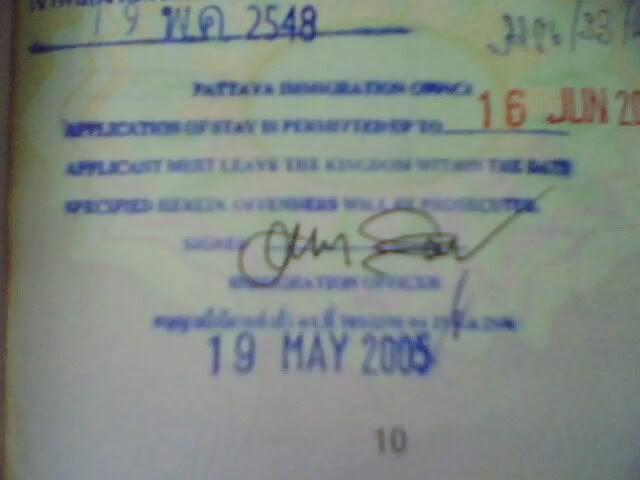 19 พ.ค. 2548
PATTAYA IMMIGRATION OFFICE
16 JUN 20
APPLICATION OF STAY IS PERMITTED UP TO
APPLICANT MUST LEAVE THE KINGDOM WITHIN THE DATE
SPECIFIED HEREIN. OFFENDERS WILL BE PROSECUTED.
SIGNED
IMMIGRATION OFFICER
19 MAY 2005
10